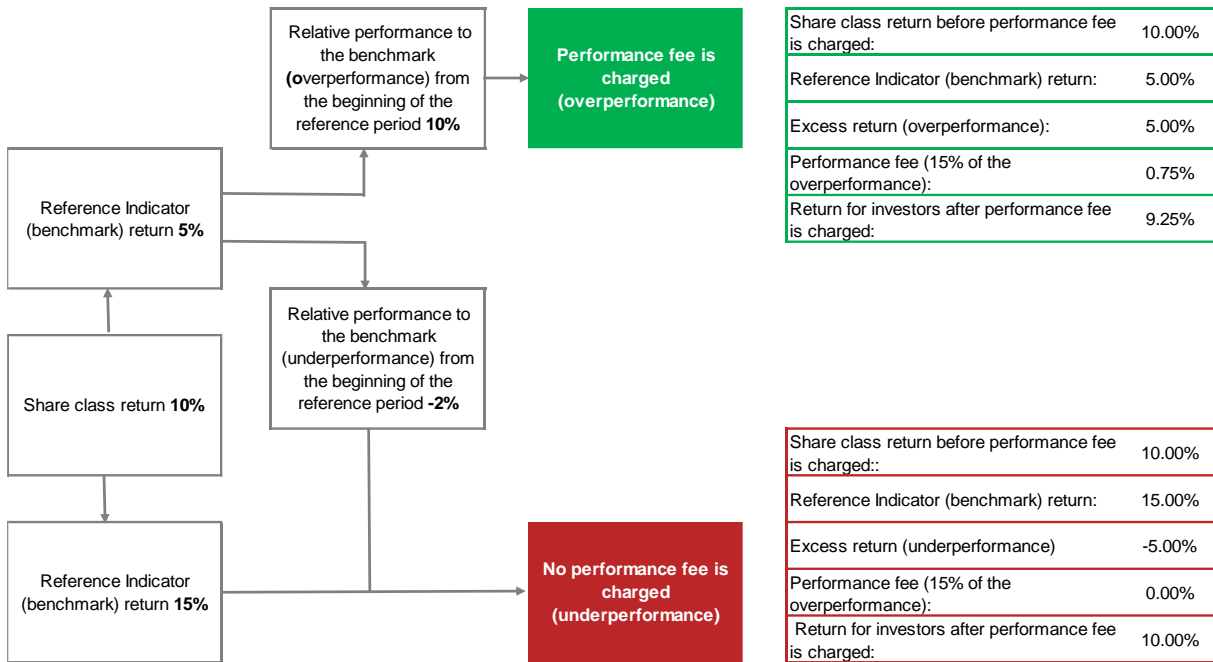 Relative performance to
the benchmark
(overperformance) from
the beginning of the
reference period 10%
Performance fee is
charged
(overperformance)
Share class return before performance fee
is charged:
10.00%
Reference Indicator (benchmark) return:
5.00%
Excess return (overperformance):
5.00%
Performance fee (15% of the
overperformance):
0.75%
Return for investors after performance fee
is charged:
9.25%
Reference Indicator
(benchmark) return 5%
Relative performance to
the benchmark
(underperformance) from
the beginning of the
reference period -2%
Share class return 10%
Reference Indicator
(benchmark) return 15%
No performance fee is
charged
(underperformance)
Share class return before performance fee
is charged::
10.00%
Reference Indicator (benchmark) return:
15.00%
Excess return (underperformance)
-5.00%
Performance fee (15% of the
overperformance):
0.00%
Return for investors after performance fee
is charged:
10.00%